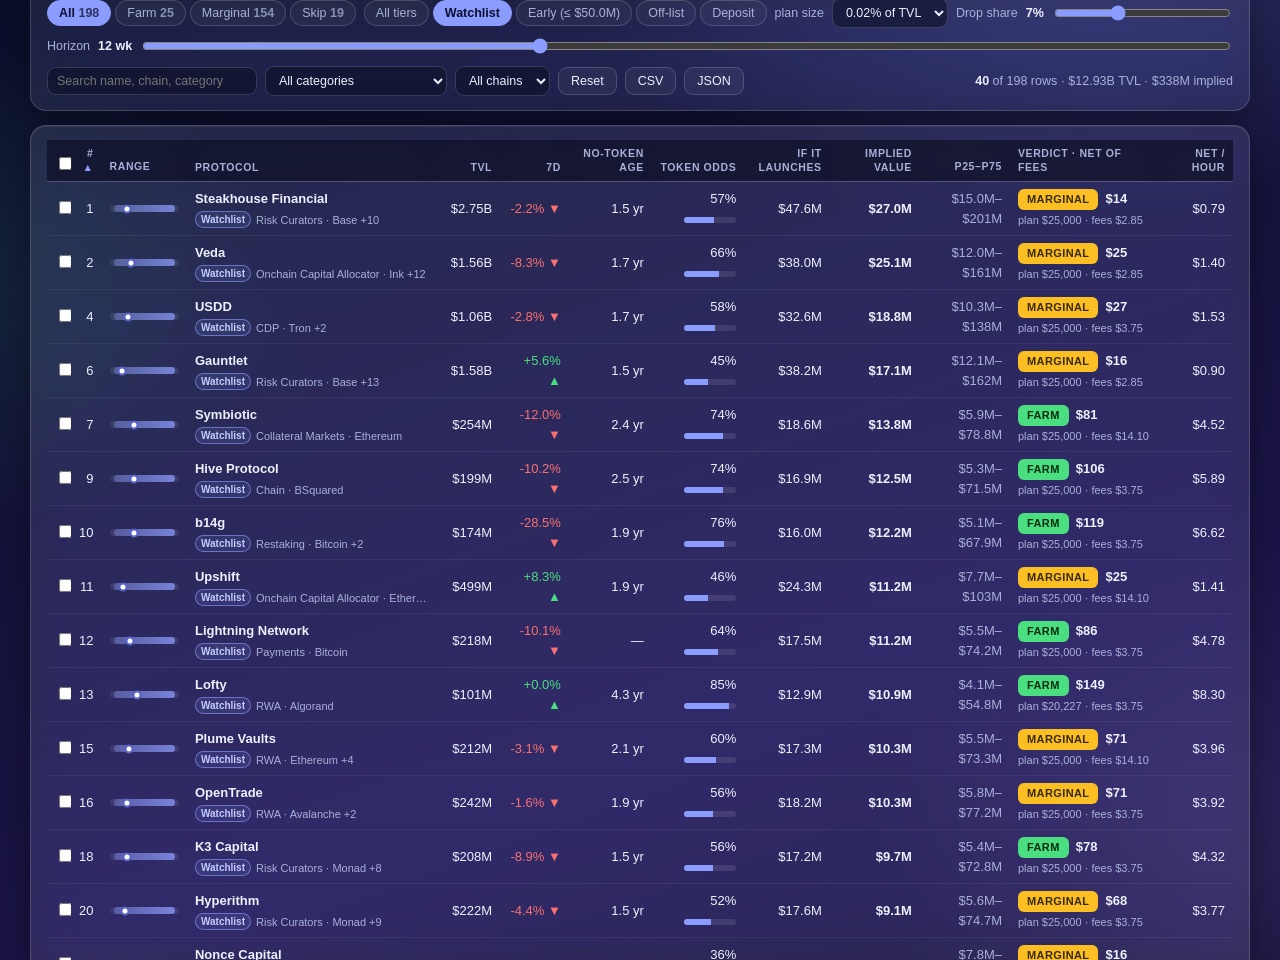 All 198 Farm 25 Marginal 154 Skip 19 All tiers Watchlist Early (≤ $50.0M) Off-list Deposit plan size 0.02% of TVL Drop share 7%
Horizon 12 wk
Search name, chain, category All categories All chains Reset CSV JSON 40 of 198 rows · $12.93B TVL · $338M implied
# ▲ RANGE PROTOCOL TVL 7D NO-TOKEN AGE TOKEN ODDS IF IT LAUNCHES IMPLIED VALUE P25–P75 VERDICT · NET OF FEES NET / HOUR
1 Steakhouse Financial $2.75B -2.2% ▼ 1.5 yr 57% $47.6M $27.0M $15.0M–$201M MARGINAL $14 $0.79
Watchlist Risk Curators · Base +10 plan $25,000 · fees $2.85
2 Veda $1.56B -8.3% ▼ 1.7 yr 66% $38.0M $25.1M $12.0M–$161M MARGINAL $25 $1.40
Watchlist Onchain Capital Allocator · Ink +12 plan $25,000 · fees $2.85
4 USDD $1.06B -2.8% ▼ 1.7 yr 58% $32.6M $18.8M $10.3M–$138M MARGINAL $27 $1.53
Watchlist CDP · Tron +2 plan $25,000 · fees $3.75
6 Gauntlet $1.58B +5.6% ▲ 1.5 yr 45% $38.2M $17.1M $12.1M–$162M MARGINAL $16 $0.90
Watchlist Risk Curators · Base +13 plan $25,000 · fees $2.85
7 Symbiotic $254M -12.0% ▼ 2.4 yr 74% $18.6M $13.8M $5.9M–$78.8M FARM $81 $4.52
Watchlist Collateral Markets · Ethereum plan $25,000 · fees $14.10
9 Hive Protocol $199M -10.2% ▼ 2.5 yr 74% $16.9M $12.5M $5.3M–$71.5M FARM $106 $5.89
Watchlist Chain · BSquared plan $25,000 · fees $3.75
10 b14g $174M -28.5% ▼ 1.9 yr 76% $16.0M $12.2M $5.1M–$67.9M FARM $119 $6.62
Watchlist Restaking · Bitcoin +2 plan $25,000 · fees $3.75
11 Upshift $499M +8.3% ▲ 1.9 yr 46% $24.3M $11.2M $7.7M–$103M MARGINAL $25 $1.41
Watchlist Onchain Capital Allocator · Ether… plan $25,000 · fees $14.10
12 Lightning Network $218M -10.1% ▼ — 64% $17.5M $11.2M $5.5M–$74.2M FARM $86 $4.78
Watchlist Payments · Bitcoin plan $25,000 · fees $3.75
13 Lofty $101M +0.0% ▲ 4.3 yr 85% $12.9M $10.9M $4.1M–$54.8M FARM $149 $8.30
Watchlist RWA · Algorand plan $20,227 · fees $3.75
15 Plume Vaults $212M -3.1% ▼ 2.1 yr 60% $17.3M $10.3M $5.5M–$73.3M MARGINAL $71 $3.96
Watchlist RWA · Ethereum +4 plan $25,000 · fees $14.10
16 OpenTrade $242M -1.6% ▼ 1.9 yr 56% $18.2M $10.3M $5.8M–$77.2M MARGINAL $71 $3.92
Watchlist RWA · Avalanche +2 plan $25,000 · fees $3.75
18 K3 Capital $208M -8.9% ▼ 1.5 yr 56% $17.2M $9.7M $5.4M–$72.8M FARM $78 $4.32
Watchlist Risk Curators · Monad +8 plan $25,000 · fees $3.75
20 Hyperithm $222M -4.4% ▼ 1.5 yr 52% $17.6M $9.1M $5.6M–$74.7M MARGINAL $68 $3.77
Watchlist Risk Curators · Monad +9 plan $25,000 · fees $3.75
Nonce Capital 36% $7.8M– MARGINAL $16